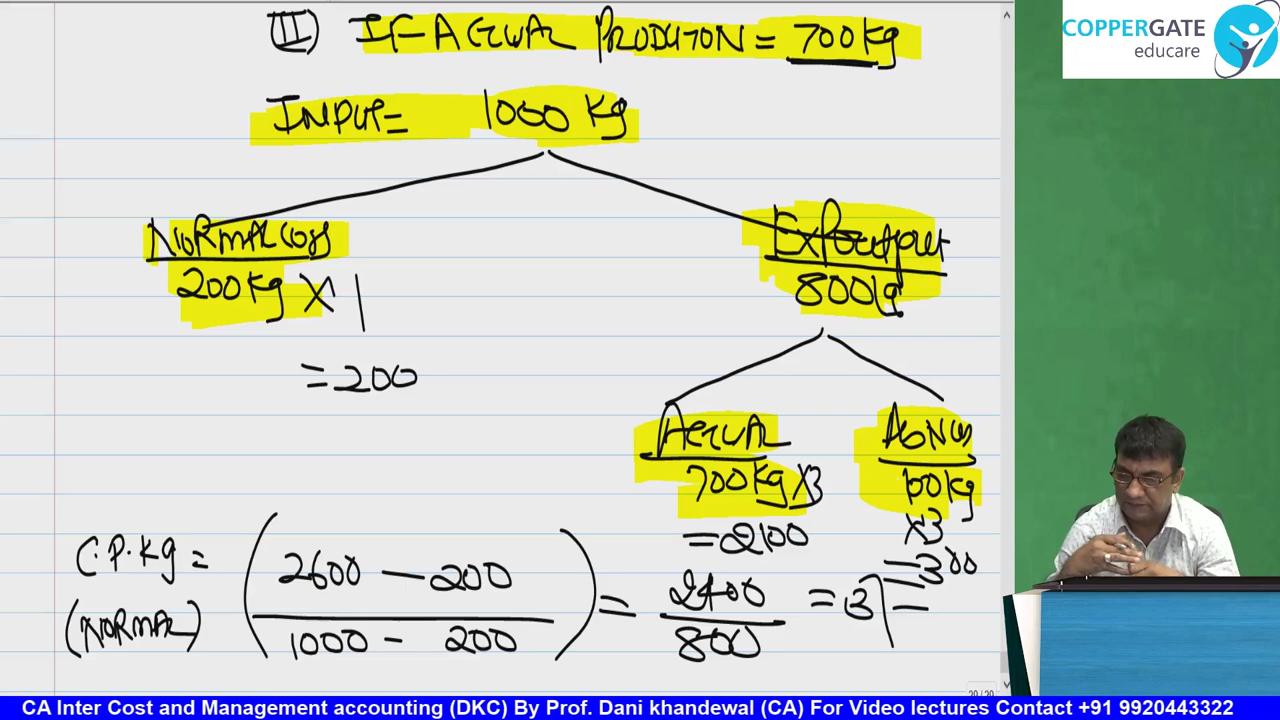 COPPERGATE
educare
(II) IF ACTUAL PRODUTON = 700 kg
INPUT = 1000 kg
NORMAL LOSS
200 kg × 1
= 200
Exp output
800 kg
ACTUAL
700 kg × 3
= 2100
100 kg
× 3
= 300
C.P. Kg =
(NORMAL)
2600 — 200
1000 — 200
= 2400
800
= 3/=
CA Inter Cost and Management accounting (DKC) By Prof. Dani khandewal (CA) For Video lectures Contact +91 9920443322